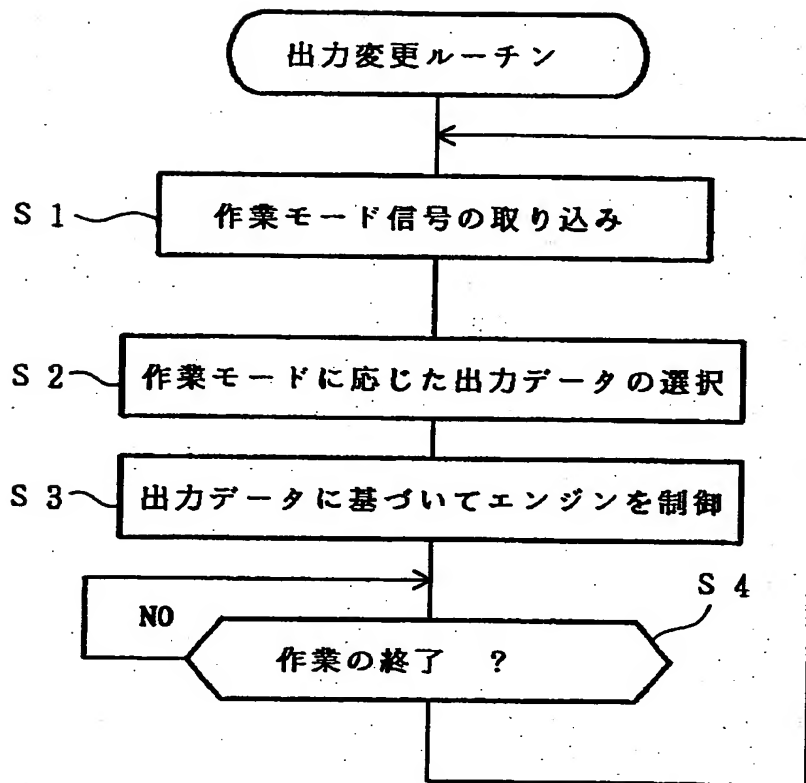 出力変更ルーチン
S 1
作業モード信号の取り込み
S 2
作業モードに応じた出力データの選択
S 3
出力データに基づいてエンジンを制御
S 4
NO
作業の終了 ?